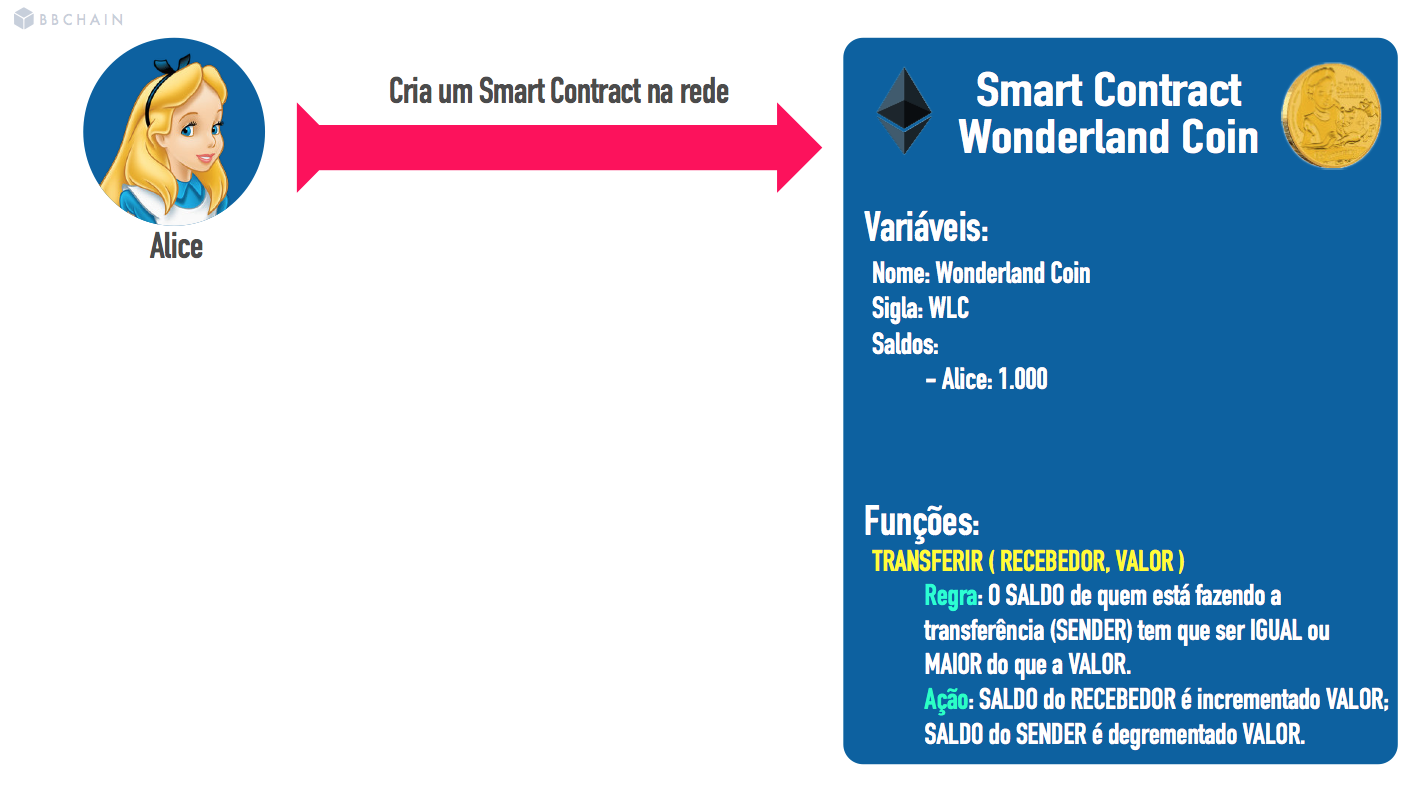 BBCHAIN
Cria um Smart Contract na rede
Alice
Smart Contract
Wonderland Coin
Variáveis:
Nome: Wonderland Coin
Sigla: WLC
Saldos:
- Alice: 1.000
Funções:
TRANSFERIR ( RECEBEDOR, VALOR )
Regra: O SALDO de quem está fazendo a
transferência (SENDER) tem que ser IGUAL ou
MAIOR do que a VALOR.
Ação: SALDO do RECEBEDOR é incrementado VALOR;
SALDO do SENDER é degrementado VALOR.